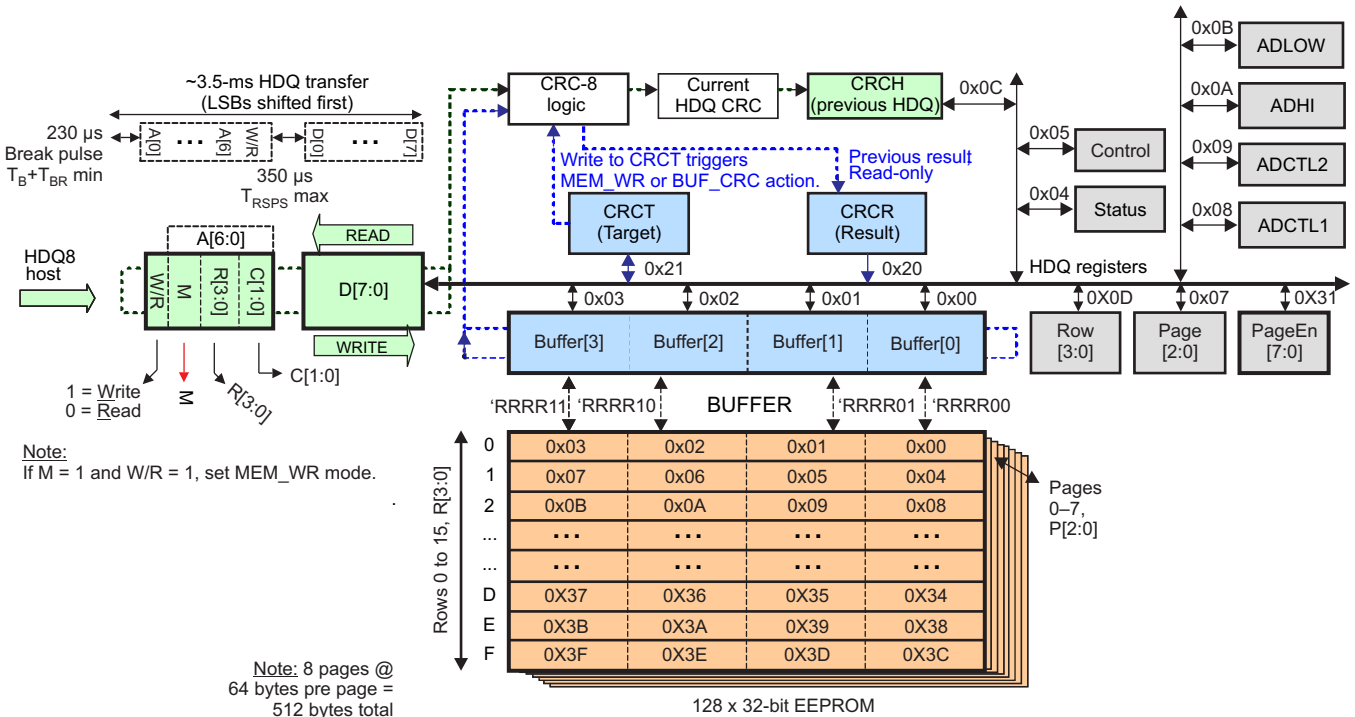 ~3.5-ms HDQ transfer
(LSBs shifted first)
230 µs
Break pulse
T_B+T_BR min
A[0]
...
A[6]
W/R
D[0]
...
D[7]
350 µs
T_RSPS max
CRC-8
logic
Current
HDQ CRC
CRCH
(previous HDQ)
0x0C
0x0B
ADLOW
0x0A
ADHI
0x09
ADCTL2
0x08
ADCTL1
0x05
Control
0x04
Status
Write to CRCT triggers
MEM_WR or BUF_CRC action.
Previous result,
Read-only
CRCT
(Target)
CRCR
(Result)
0x21
0x20
HDQ registers
HDQ8
host
A[6:0]
READ
W/R
M
R[3:0]
C[1:0]
D[7:0]
WRITE
1 = Write
0 = Read
M
R[3:0]
C[1:0]
Note:
If M = 1 and W/R = 1, set MEM_WR mode.
.
0x03
0x02
0x01
0x00
0X0D
0x07
0X31
Buffer[3]
Buffer[2]
Buffer[1]
Buffer[0]
Row
[3:0]
Page
[2:0]
PageEn
[7:0]
'RRRR11
'RRRR10
BUFFER
'RRRR01
'RRRR00
Rows 0 to 15, R[3:0]
0 0x03 0x02 0x01 0x00
1 0x07 0x06 0x05 0x04
2 0x0B 0x0A 0x09 0x08
... ... ... ... ...
... ... ... ... ...
D 0X37 0X36 0X35 0X34
E 0X3B 0X3A 0X39 0X38
F 0X3F 0X3E 0X3D 0X3C
Pages
0–7,
P[2:0]
Note: 8 pages @
64 bytes pre page =
512 bytes total
128 x 32-bit EEPROM